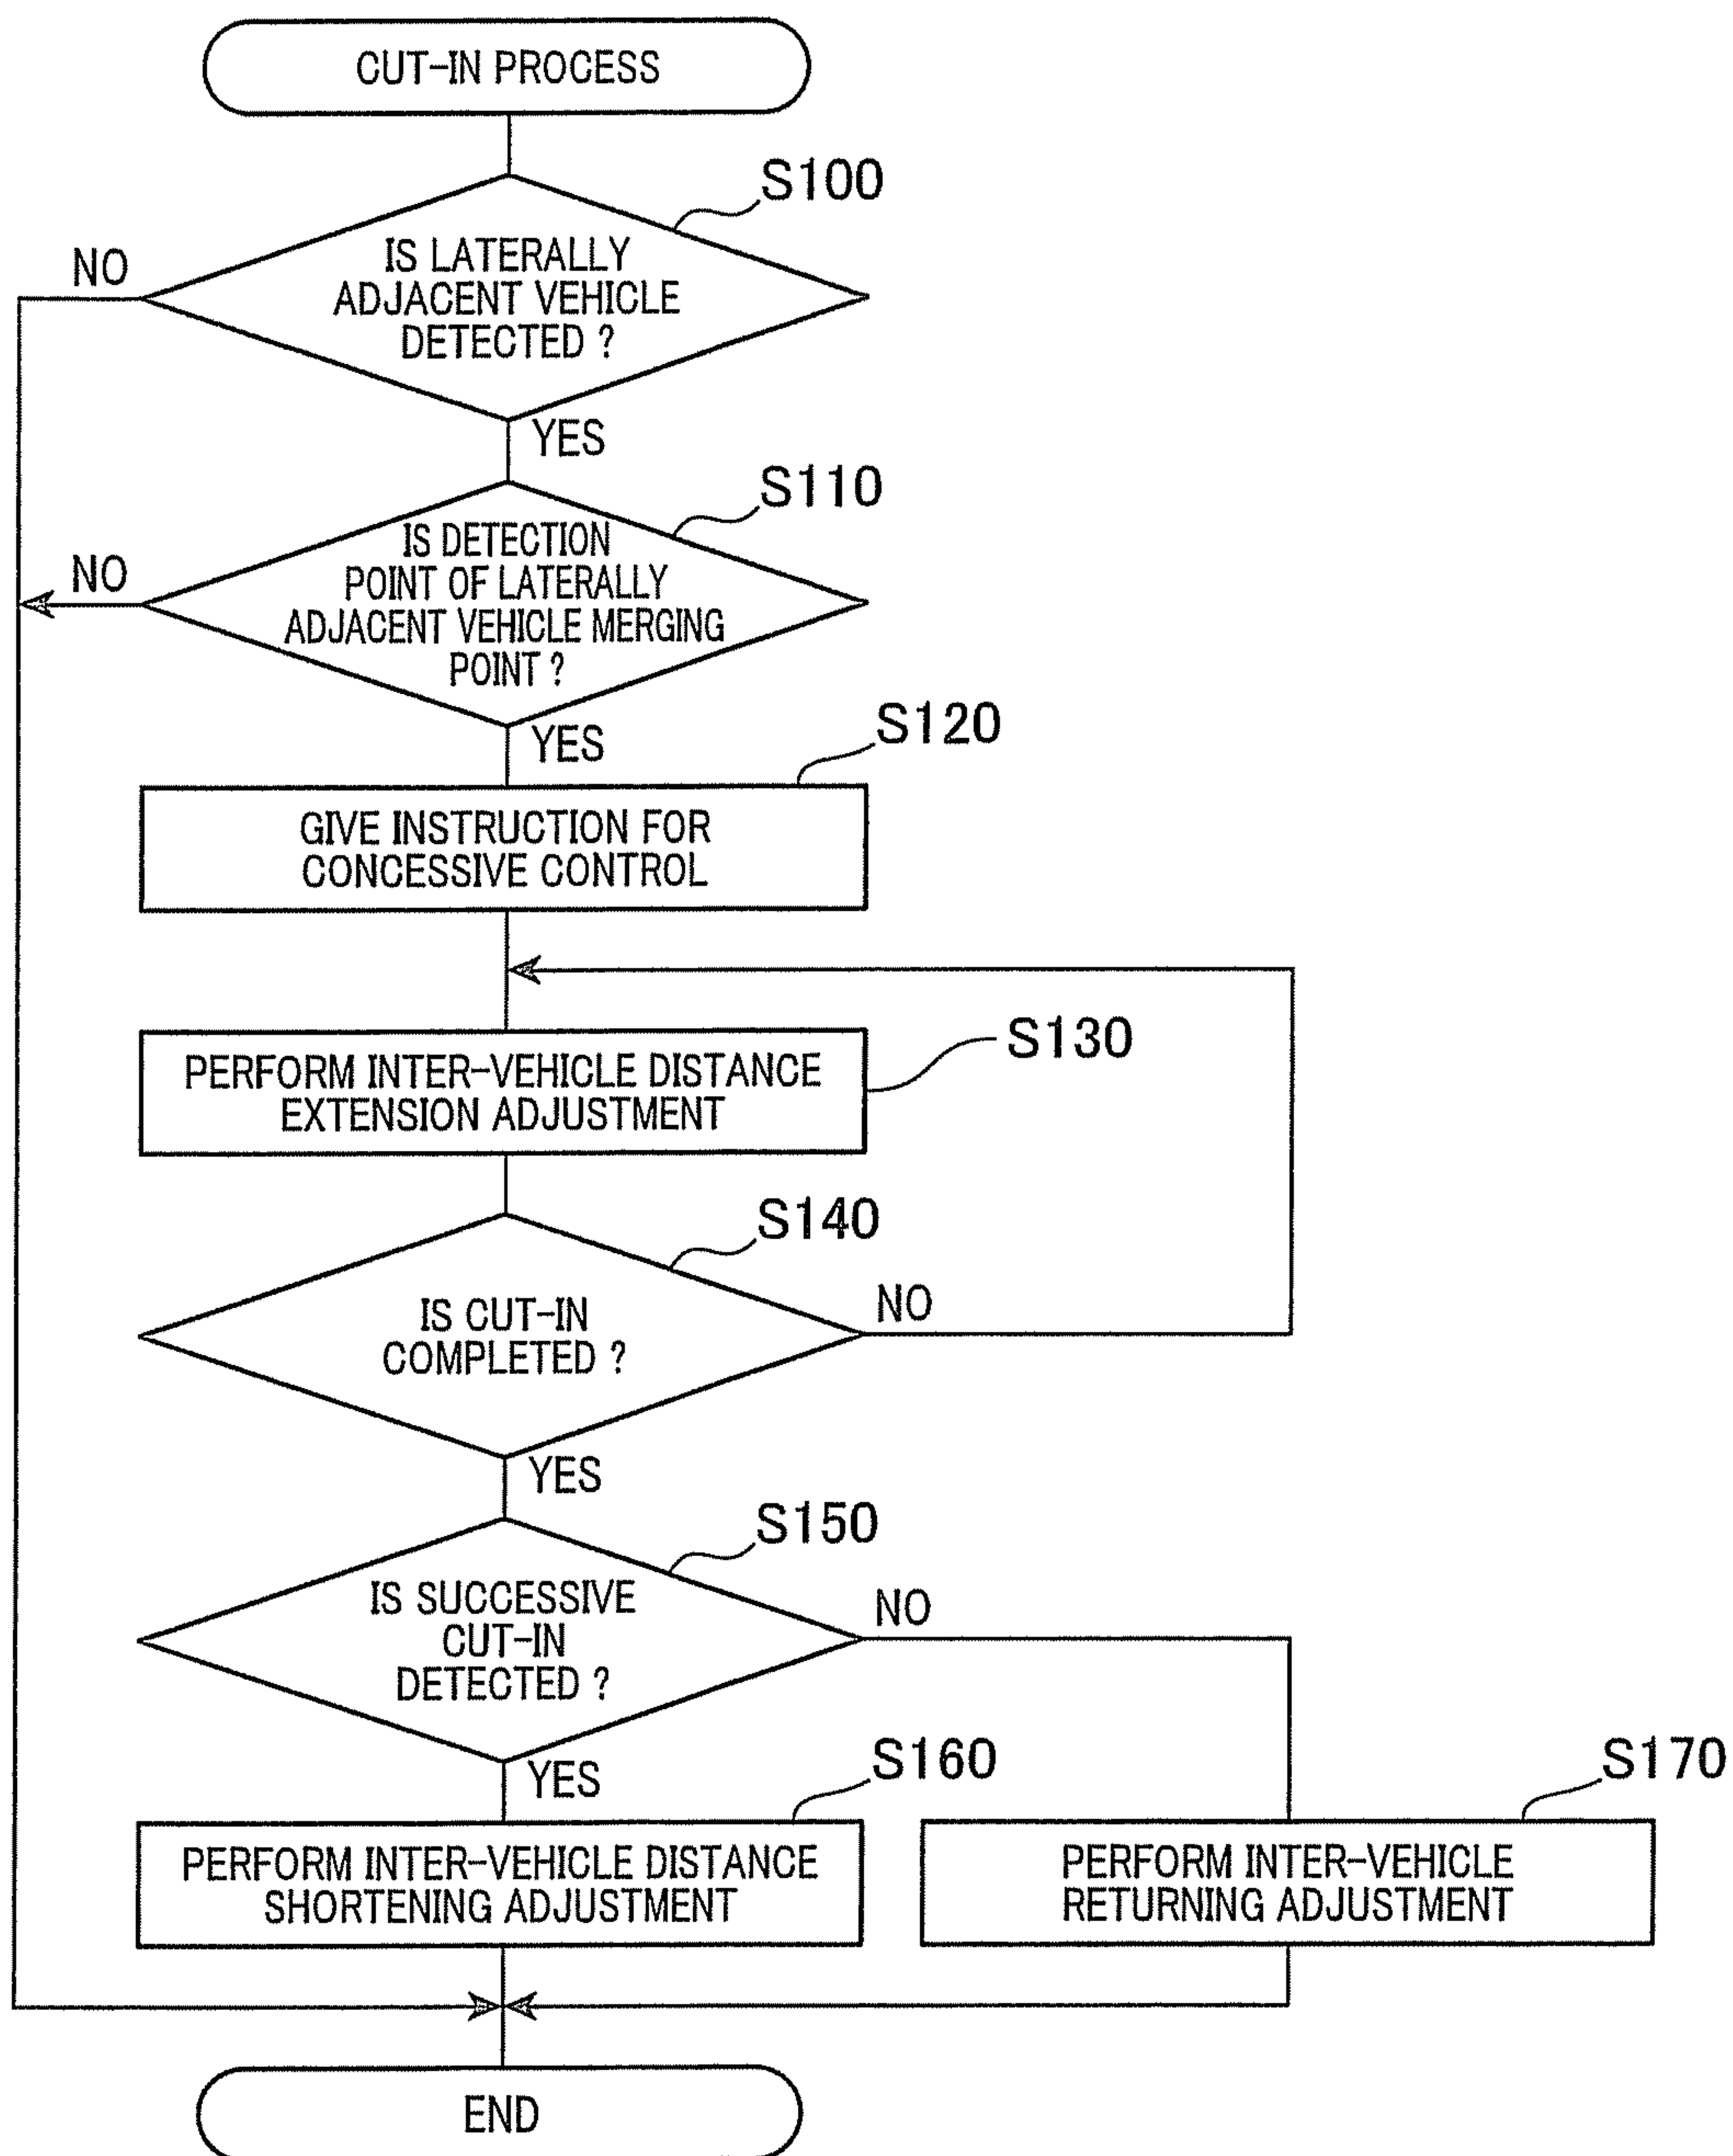 CUT-IN PROCESS
S100
IS LATERALLY
ADJACENT VEHICLE
DETECTED ?
NO
YES
S110
IS DETECTION
POINT OF LATERALLY
ADJACENT VEHICLE MERGING
POINT ?
NO
YES
S120
GIVE INSTRUCTION FOR
CONCESSIVE CONTROL
S130
PERFORM INTER-VEHICLE DISTANCE
EXTENSION ADJUSTMENT
S140
IS CUT-IN
COMPLETED ?
NO
YES
S150
IS SUCCESSIVE
CUT-IN
DETECTED ?
NO
YES
S160
PERFORM INTER-VEHICLE DISTANCE
SHORTENING ADJUSTMENT
S170
PERFORM INTER-VEHICLE
RETURNING ADJUSTMENT
END